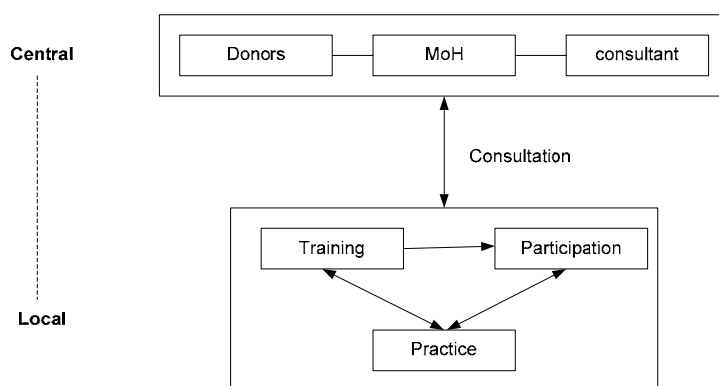 Central
Donors
MoH
consultant
Consultation
Training
Participation
Local
Practice